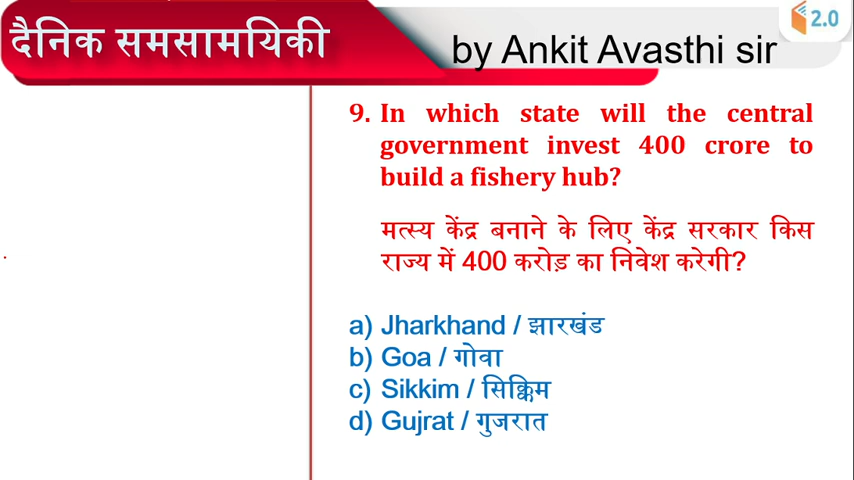 दैनिक समसामयिकी
by Ankit Avasthi sir
2.0
9. In which state will the central
government invest 400 crore to
build a fishery hub?
मत्स्य केंद्र बनाने के लिए केंद्र सरकार किस
राज्य में 400 करोड़ का निवेश करेगी?
a) Jharkhand / झारखंड
b) Goa / गोवा
c) Sikkim / सिक्किम
d) Gujrat / गुजरात